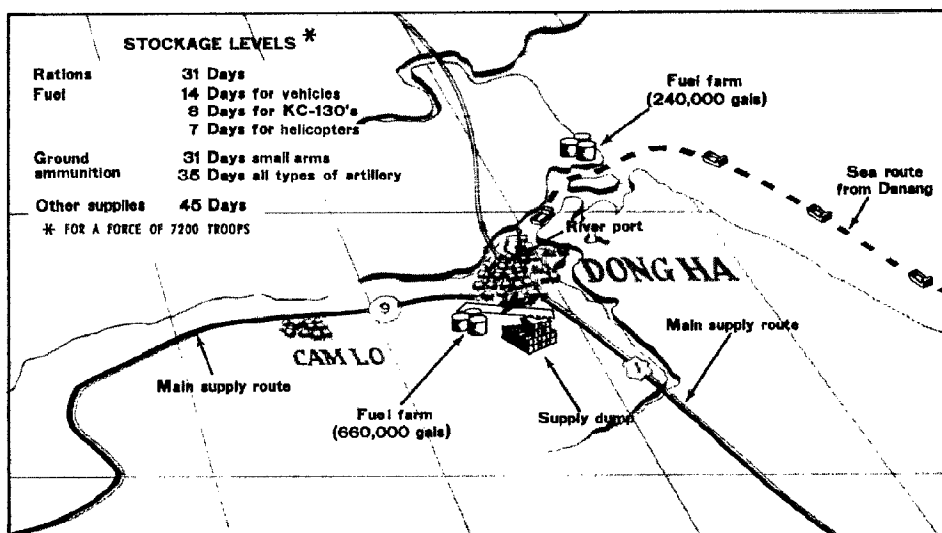 STOCKAGE LEVELS *
Rations 31 Days
Fuel 14 Days for vehicles
8 Days for KC-130's
7 Days for helicopters
Ground ammunition 31 Days small arms
35 Days all types of artillery
Other supplies 45 Days
* FOR A FORCE OF 7200 TROOPS
Fuel farm
(240,000 gals)
Sea route
from Danang
River port
DONG HA
9
Main supply route
CAM LO
Main supply route
1
Fuel farm
(660,000 gals)
Supply dump